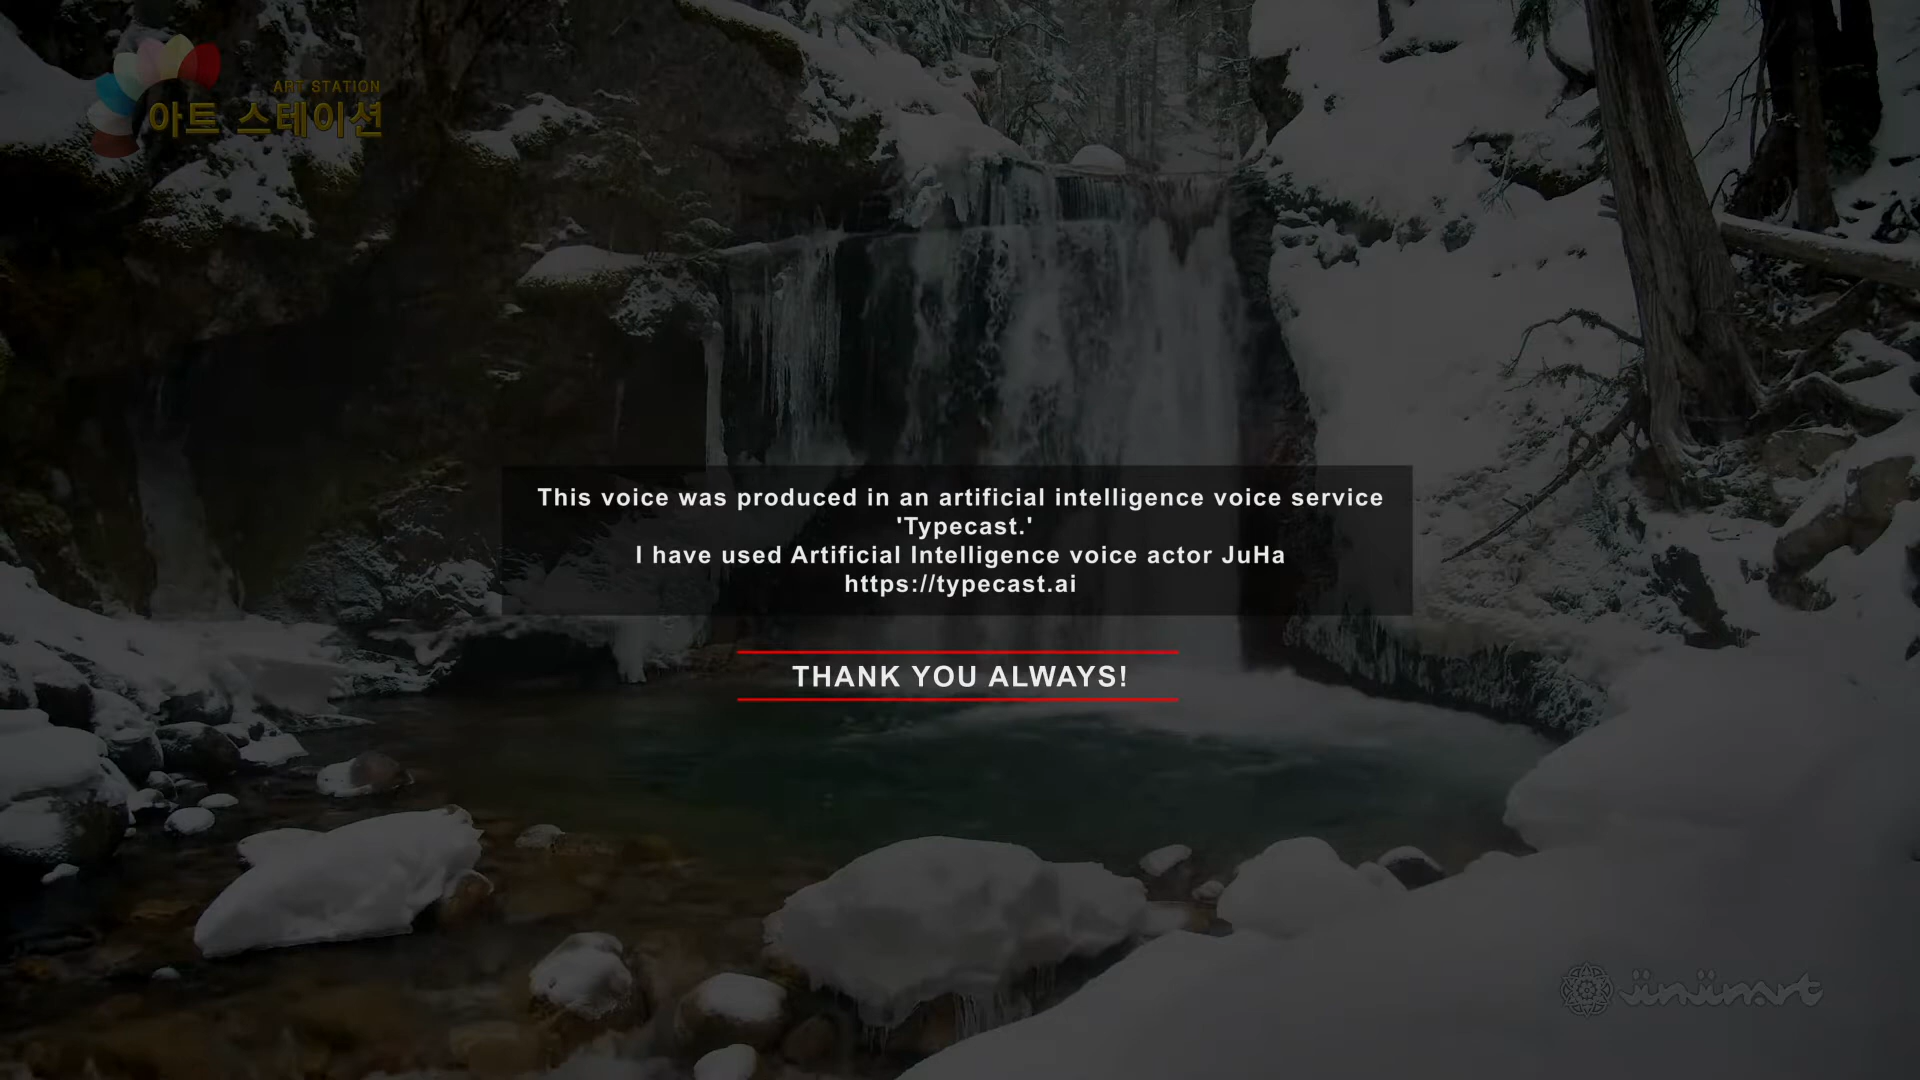 ART STATION
아트 스테이션
This voice was produced in an artificial intelligence voice service
'Typecast.'
I have used Artificial Intelligence voice actor JuHa
https://typecast.ai
THANK YOU ALWAYS!
jinjinart